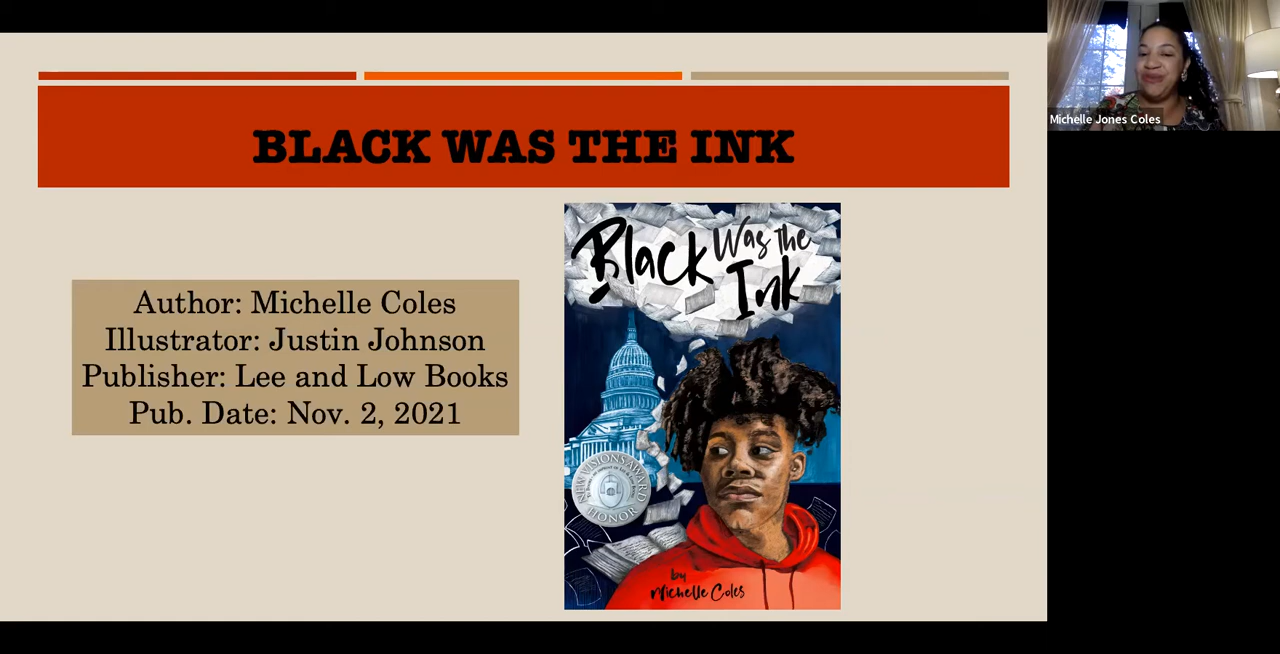 BLACK WAS THE INK
Author: Michelle Coles
Illustrator: Justin Johnson
Publisher: Lee and Low Books
Pub. Date: Nov. 2, 2021
Black Was the
Ink
NEW VISIONS AWARD
HONOR
by
Michelle Coles
Michelle Jones Coles